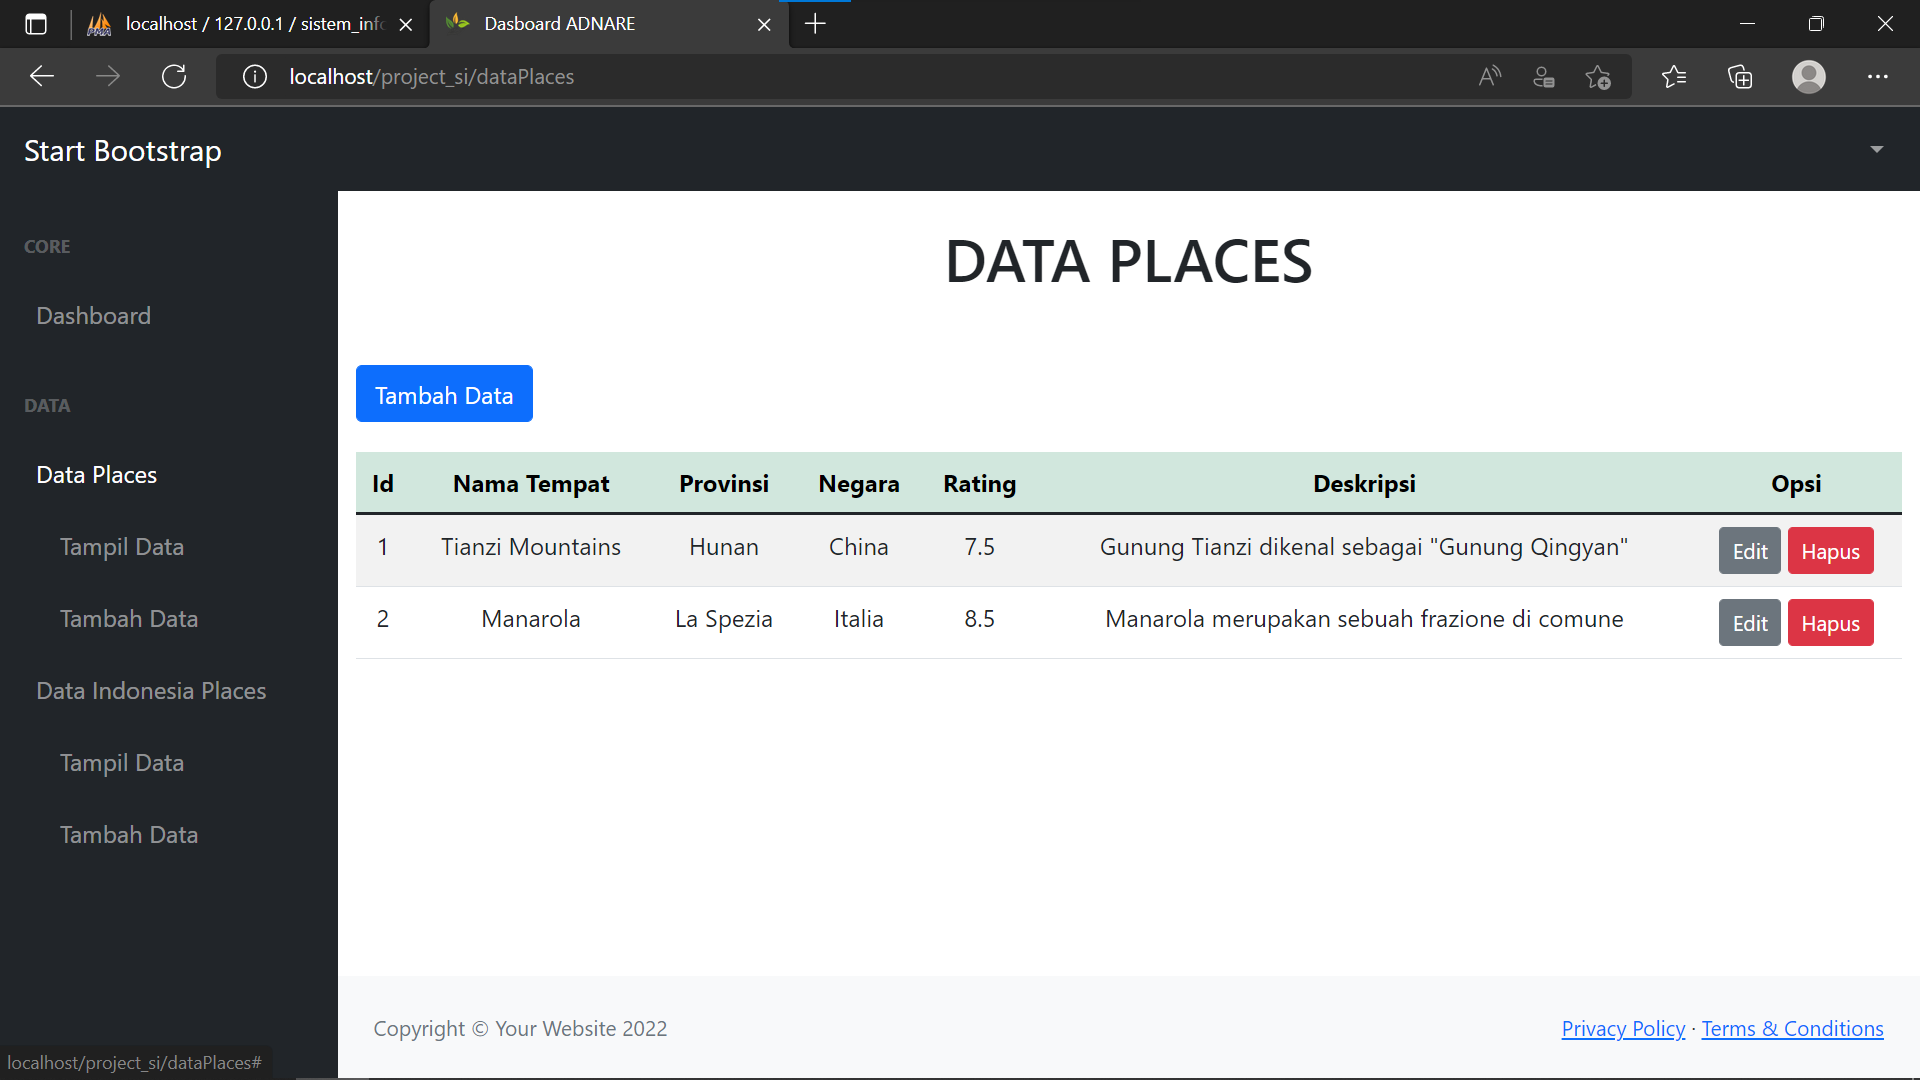 localhost / 127.0.0.1 / sistem_info
Dasboard ADNARE
localhost/project_si/dataPlaces
Start Bootstrap
CORE
Dashboard
DATA
Data Places
Tampil Data
Tambah Data
Data Indonesia Places
Tampil Data
Tambah Data
DATA PLACES
Tambah Data
Id Nama Tempat Provinsi Negara Rating Deskripsi Opsi
1 Tianzi Mountains Hunan China 7.5 Gunung Tianzi dikenal sebagai "Gunung Qingyan" Edit Hapus
2 Manarola La Spezia Italia 8.5 Manarola merupakan sebuah frazione di comune Edit Hapus
Copyright © Your Website 2022
Privacy Policy · Terms & Conditions
localhost/project_si/dataPlaces#